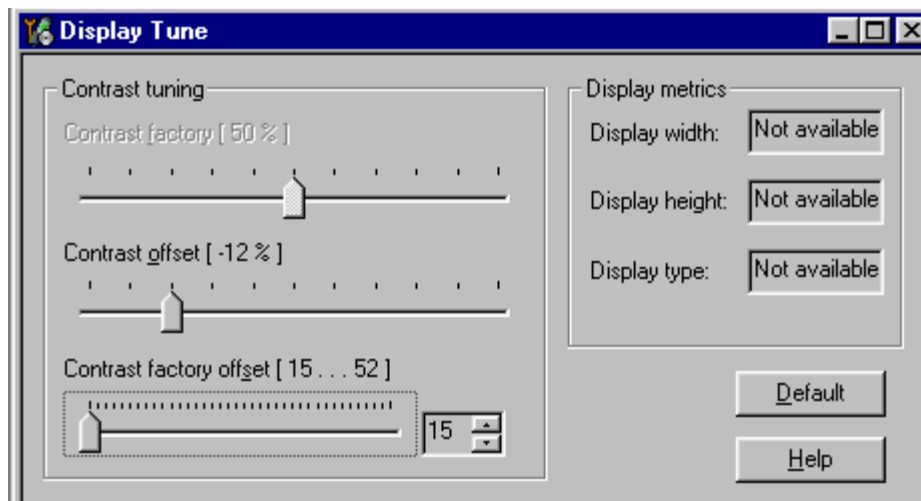 Display Tune
Contrast tuning
Contrast factory [ 50 % ]
Contrast offset [ -12 % ]
Contrast factory offset [ 15 . . . 52 ]
15
Display metrics
Display width: Not available
Display height: Not available
Display type: Not available
Default
Help